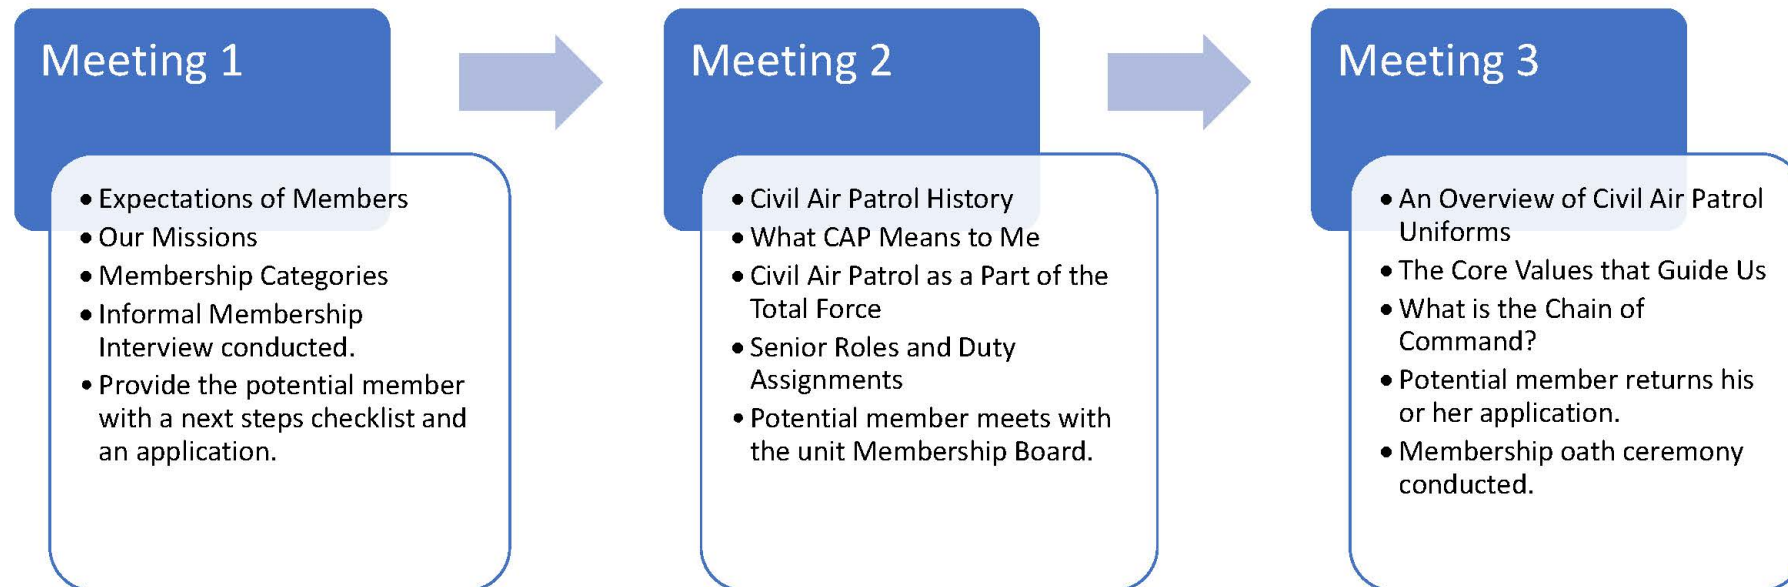 Meeting 1
• Expectations of Members
• Our Missions
• Membership Categories
• Informal Membership
Interview conducted.
• Provide the potential member
with a next steps checklist and
an application.
Meeting 2
• Civil Air Patrol History
• What CAP Means to Me
• Civil Air Patrol as a Part of the
Total Force
• Senior Roles and Duty
Assignments
• Potential member meets with
the unit Membership Board.
Meeting 3
• An Overview of Civil Air Patrol
Uniforms
• The Core Values that Guide Us
• What is the Chain of
Command?
• Potential member returns his
or her application.
• Membership oath ceremony
conducted.